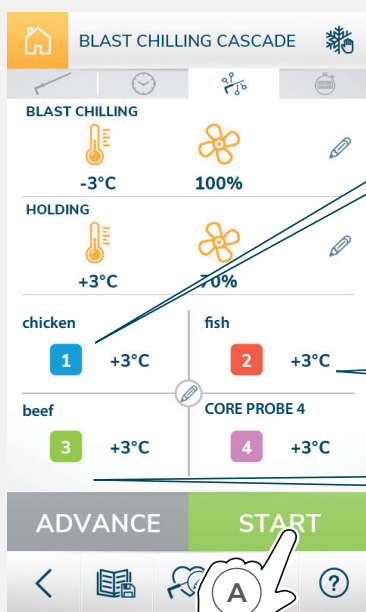 BLAST CHILLING CASCADE
BLAST CHILLING
-3°C 100%
HOLDING
+3°C 70%
chicken fish
1 +3°C 2 +3°C
beef CORE PROBE 4
3 +3°C 4 +3°C
ADVANCE START
A ?